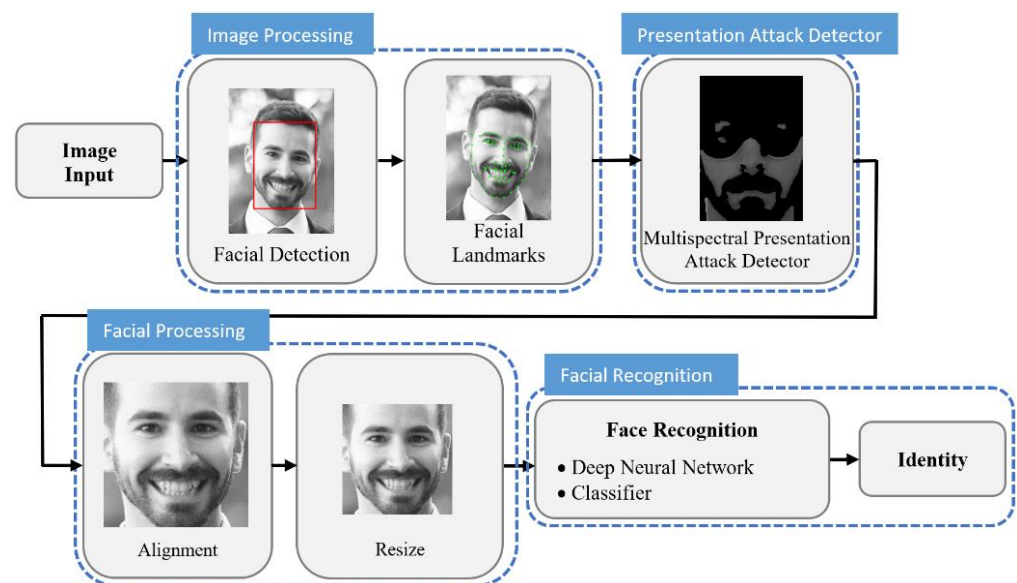 Image Processing
Presentation Attack Detector
Image
Input
Facial Detection
Facial
Landmarks
Multispectral Presentation
Attack Detector
Facial Processing
Alignment
Resize
Facial Recognition
Face Recognition
• Deep Neural Network
• Classifier
Identity